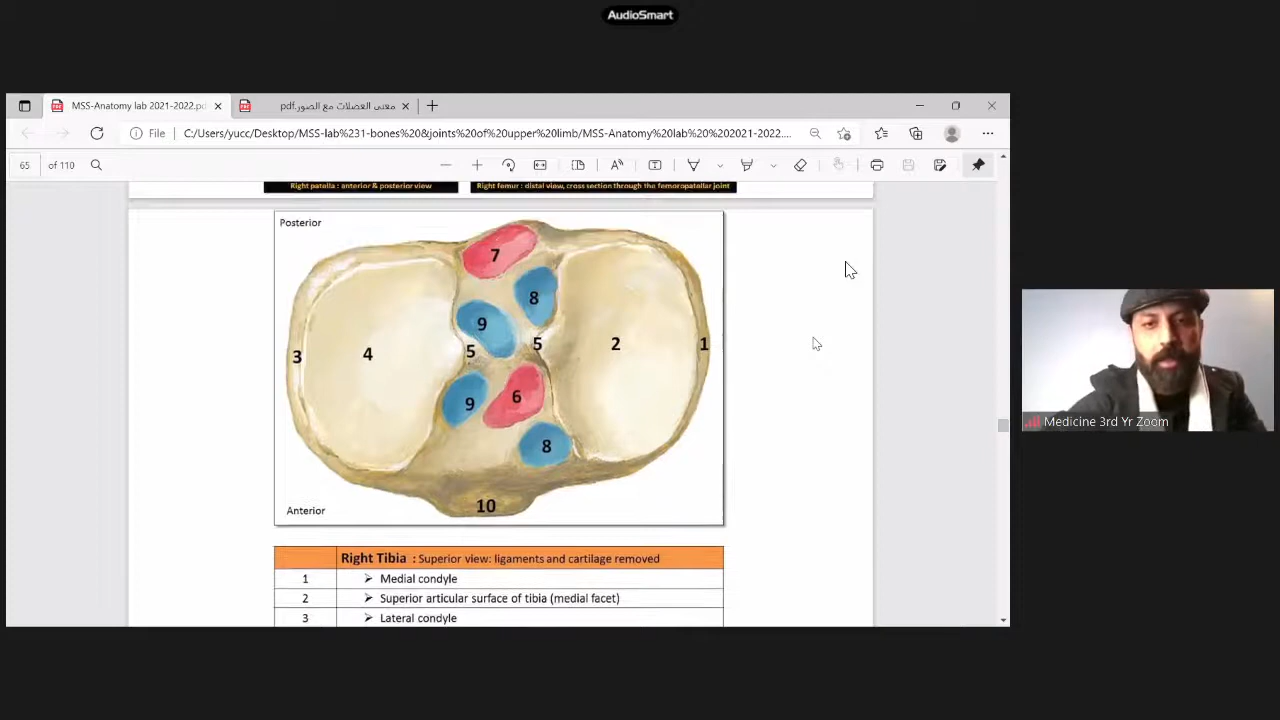 AudioSmart
MSS-Anatomy lab 2021-2022.pd
معنى العضلات مع الصور.pdf
File
C:/Users/yucc/Desktop/MSS-lab%231-bones%20&joints%20of%20upper%20limb/MSS-Anatomy%20lab%20%202021-2022....
65 of 110
Right patella : anterior & posterior view
Right femur : distal view, cross section through the femoropatellar joint
Posterior
7
8
9
5 5
3 4 2 1
9 6
8
10
Anterior
Right Tibia : Superior view: ligaments and cartilage removed
1 ➢ Medial condyle
2 ➢ Superior articular surface of tibia (medial facet)
3 ➢ Lateral condyle
Medicine 3rd Yr Zoom